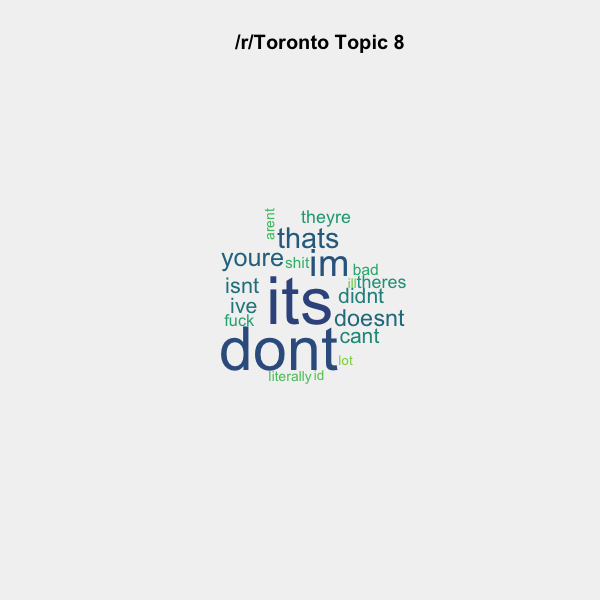 /r/Toronto Topic 8
arent
theyre
thats
youre
shit
im
bad
isnt
its
ill
theres
ive
didnt
fuck
doesnt
dont
cant
lot
literally
id